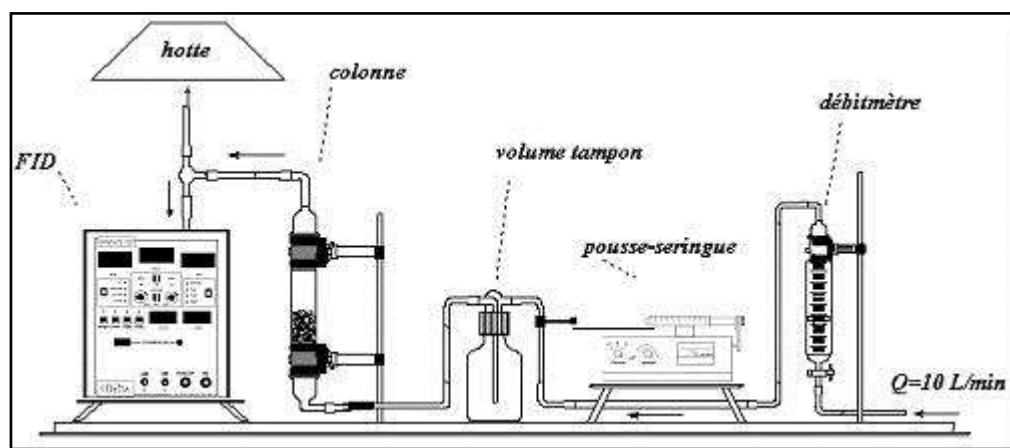 hotte
colonne
débitmètre
FID
volume tampon
pousse-seringue
Q=10 L/min